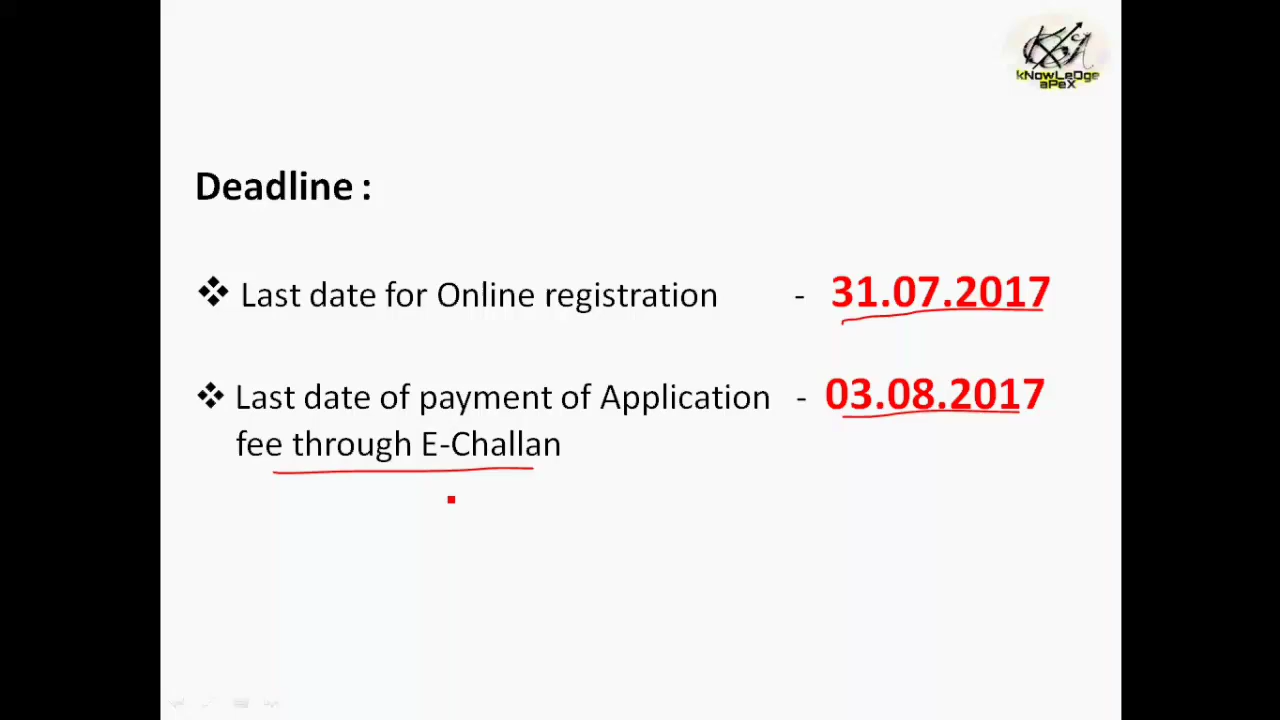 kNowLeDge
aPeX
Deadline :
❖ Last date for Online registration - 31.07.2017
❖ Last date of payment of Application - 03.08.2017
fee through E-Challan